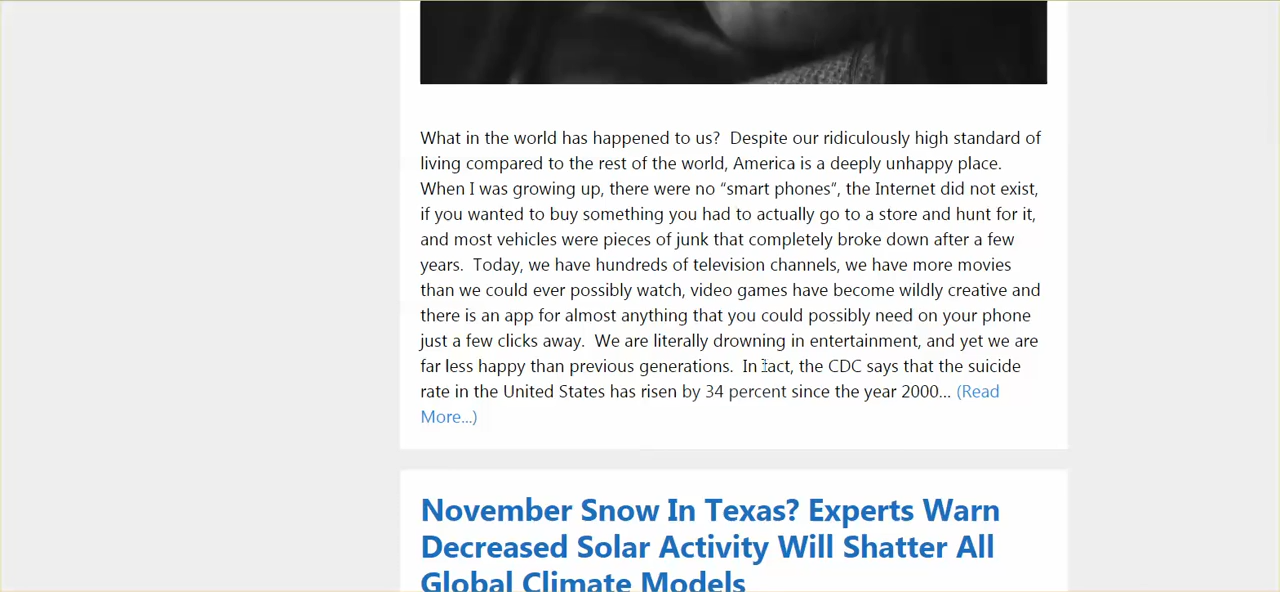 What in the world has happened to us?  Despite our ridiculously high standard of
living compared to the rest of the world, America is a deeply unhappy place.
When I was growing up, there were no “smart phones”, the Internet did not exist,
if you wanted to buy something you had to actually go to a store and hunt for it,
and most vehicles were pieces of junk that completely broke down after a few
years.  Today, we have hundreds of television channels, we have more movies
than we could ever possibly watch, video games have become wildly creative and
there is an app for almost anything that you could possibly need on your phone
just a few clicks away.  We are literally drowning in entertainment, and yet we are
far less happy than previous generations.  In fact, the CDC says that the suicide
rate in the United States has risen by 34 percent since the year 2000… (Read
More...)
November Snow In Texas? Experts Warn
Decreased Solar Activity Will Shatter All
Global Climate Models